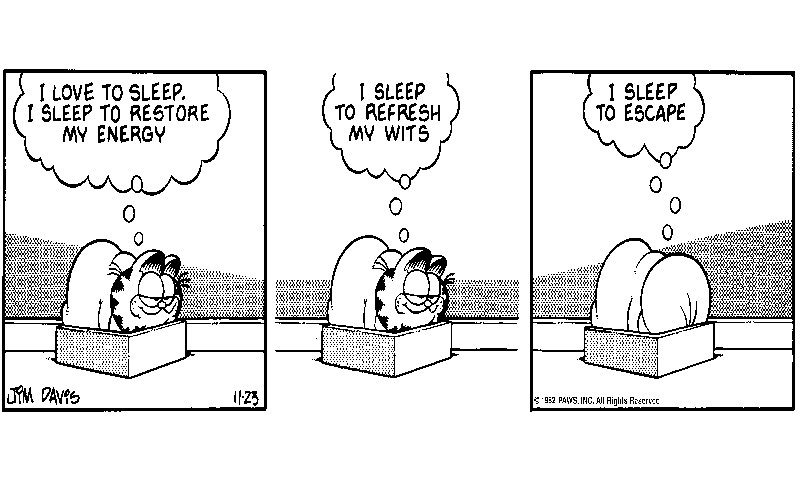 I LOVE TO SLEEP.
I SLEEP TO RESTORE
MY ENERGY
JIM DAVIS
11-23
I SLEEP
TO REFRESH
MY WITS
I SLEEP
TO ESCAPE
© 1982 PAWS, INC. All Rights Reserved